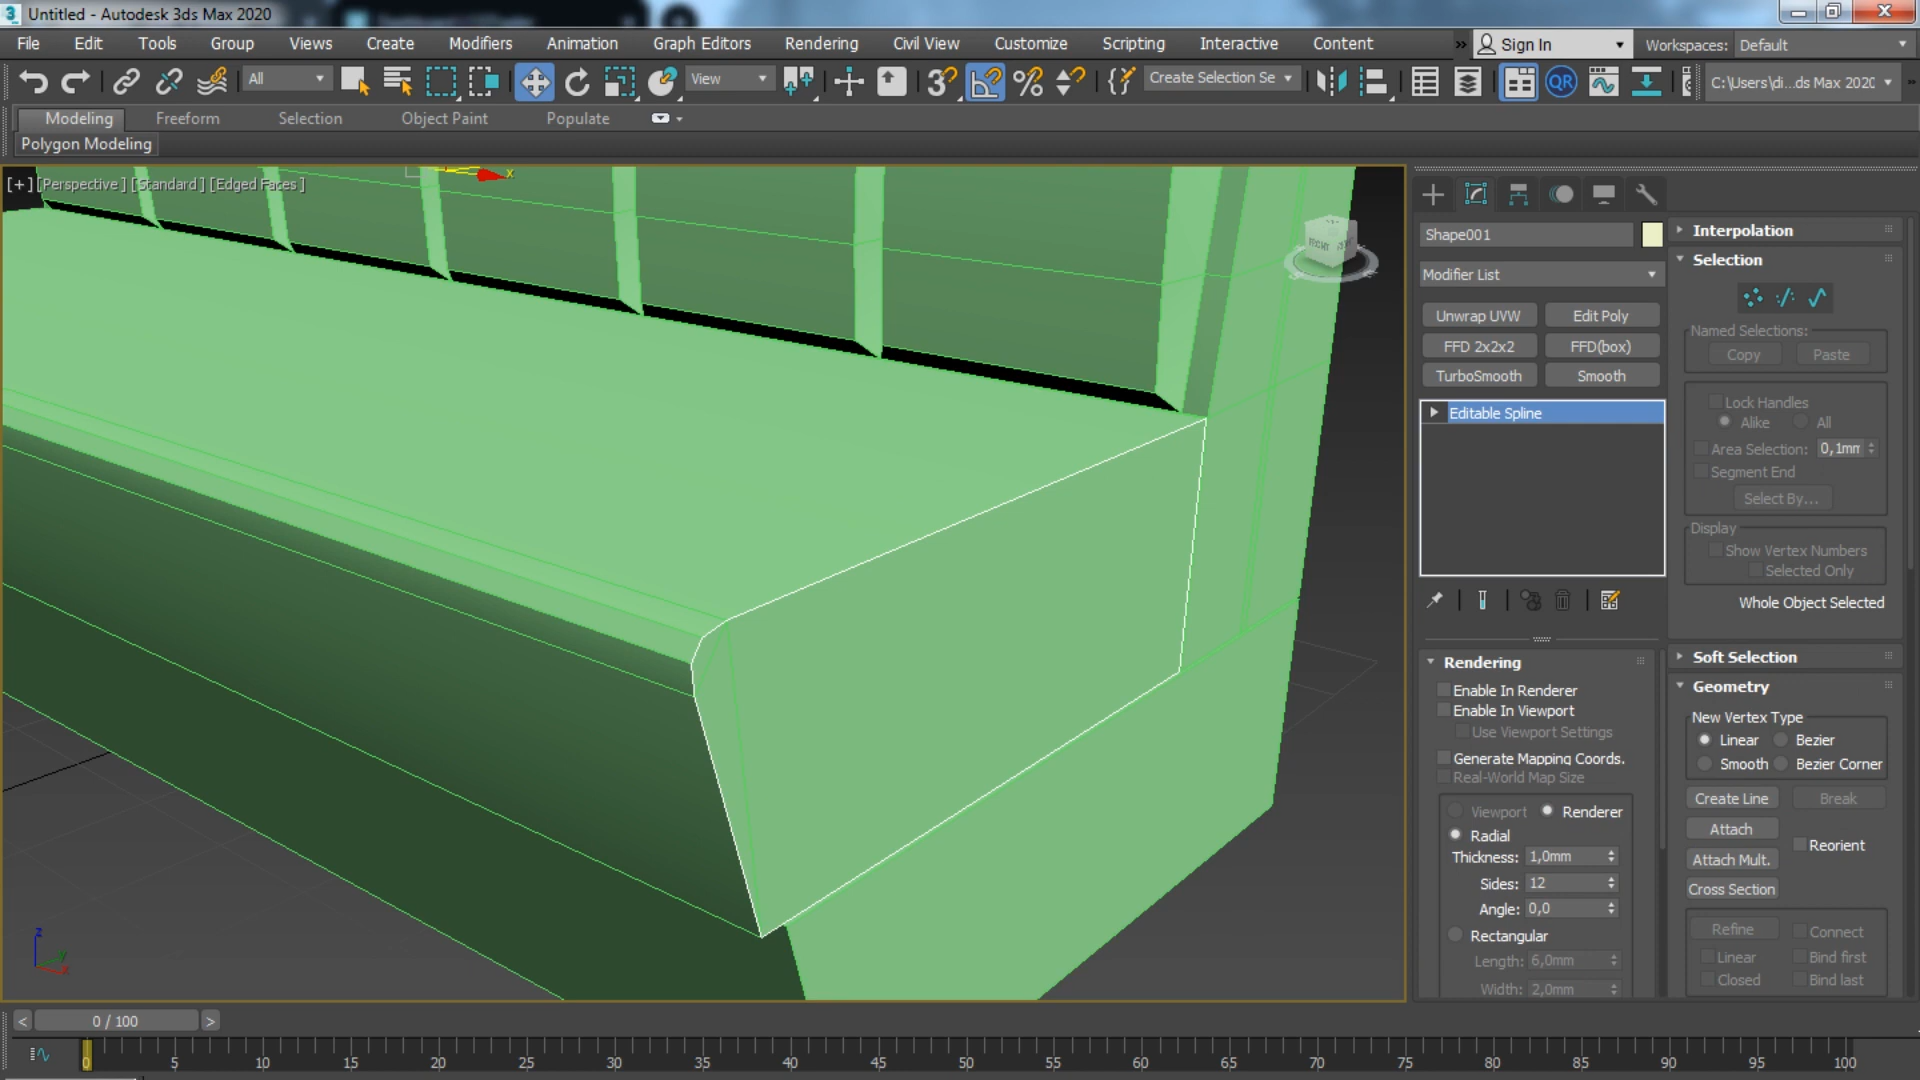 Untitled - Autodesk 3ds Max 2020
File Edit Tools Group Views Create Modifiers Animation Graph Editors Rendering Civil View Customize Scripting Interactive Content » Sign In Workspaces: Default
All View Create Selection Se C:\Users\di...ds Max 2020
Modeling Freeform Selection Object Paint Populate
Polygon Modeling
[+] [Perspective] [Standard] [Edged Faces]
x
FRONT
Shape001
Modifier List
Unwrap UVW Edit Poly
FFD 2x2x2 FFD(box)
TurboSmooth Smooth
Editable Spline
Rendering
Enable In Renderer
Enable In Viewport
Use Viewport Settings
Generate Mapping Coords.
Real-World Map Size
Viewport Renderer
Radial
Thickness: 1,0mm
Sides: 12
Angle: 0,0
Rectangular
Length: 6,0mm
Width: 2,0mm
Interpolation
Selection
Named Selections:
Copy Paste
Lock Handles
Alike All
Area Selection: 0,1mm
Segment End
Select By...
Display
Show Vertex Numbers
Selected Only
Whole Object Selected
Soft Selection
Geometry
New Vertex Type
Linear Bezier
Smooth Bezier Corner
Create Line Break
Attach
Reorient
Attach Mult.
Cross Section
Refine Connect
Linear Bind first
Closed Bind last
z
y
x
< 0 / 100 >
0 5 10 15 20 25 30 35 40 45 50 55 60 65 70 75 80 85 90 95 100